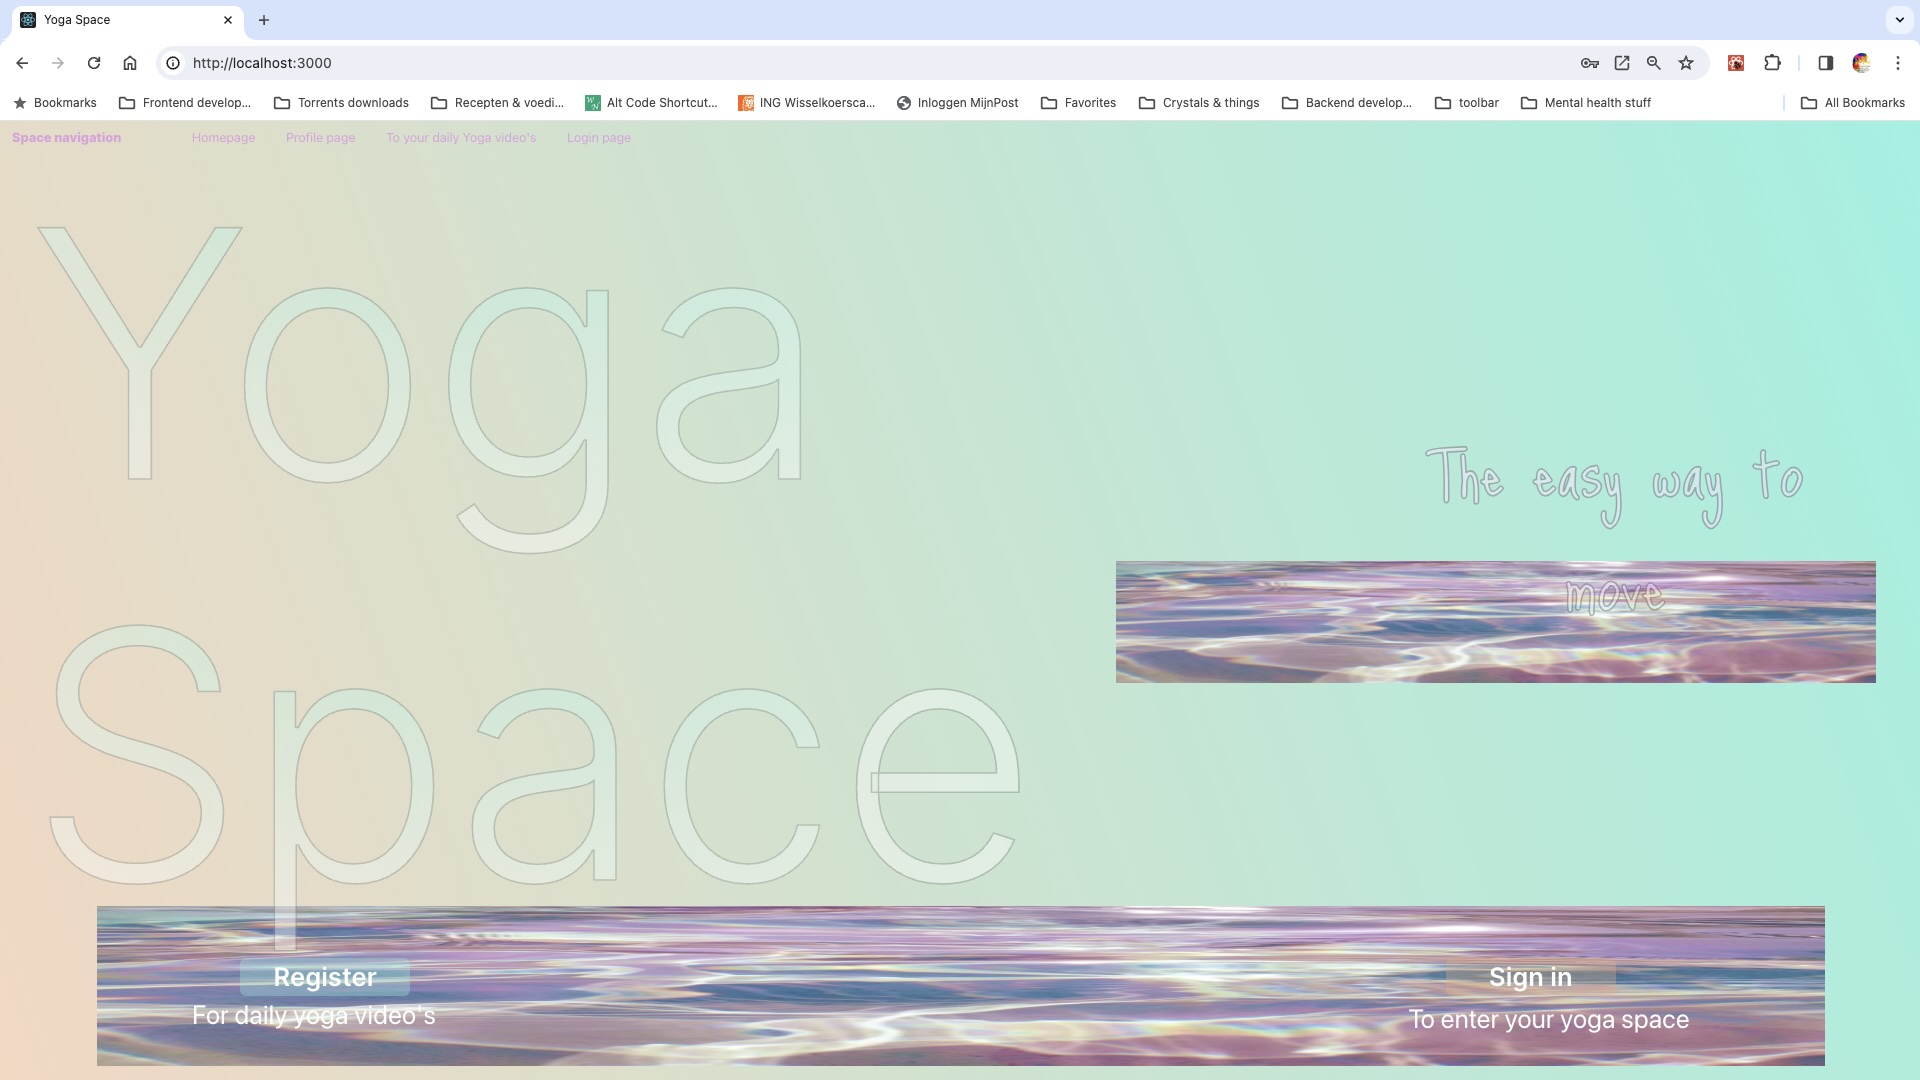 Yoga Space
http://localhost:3000
Bookmarks Frontend develop... Torrents downloads Recepten & voedi... Alt Code Shortcut... ING Wisselkoersca... Inloggen MijnPost Favorites Crystals & things Backend develop... toolbar Mental health stuff All Bookmarks
Space navigation Homepage Profile page To your daily Yoga video's Login page
Yoga
Space
The easy way to
move
Register
For daily yoga video's
Sign in
To enter your yoga space